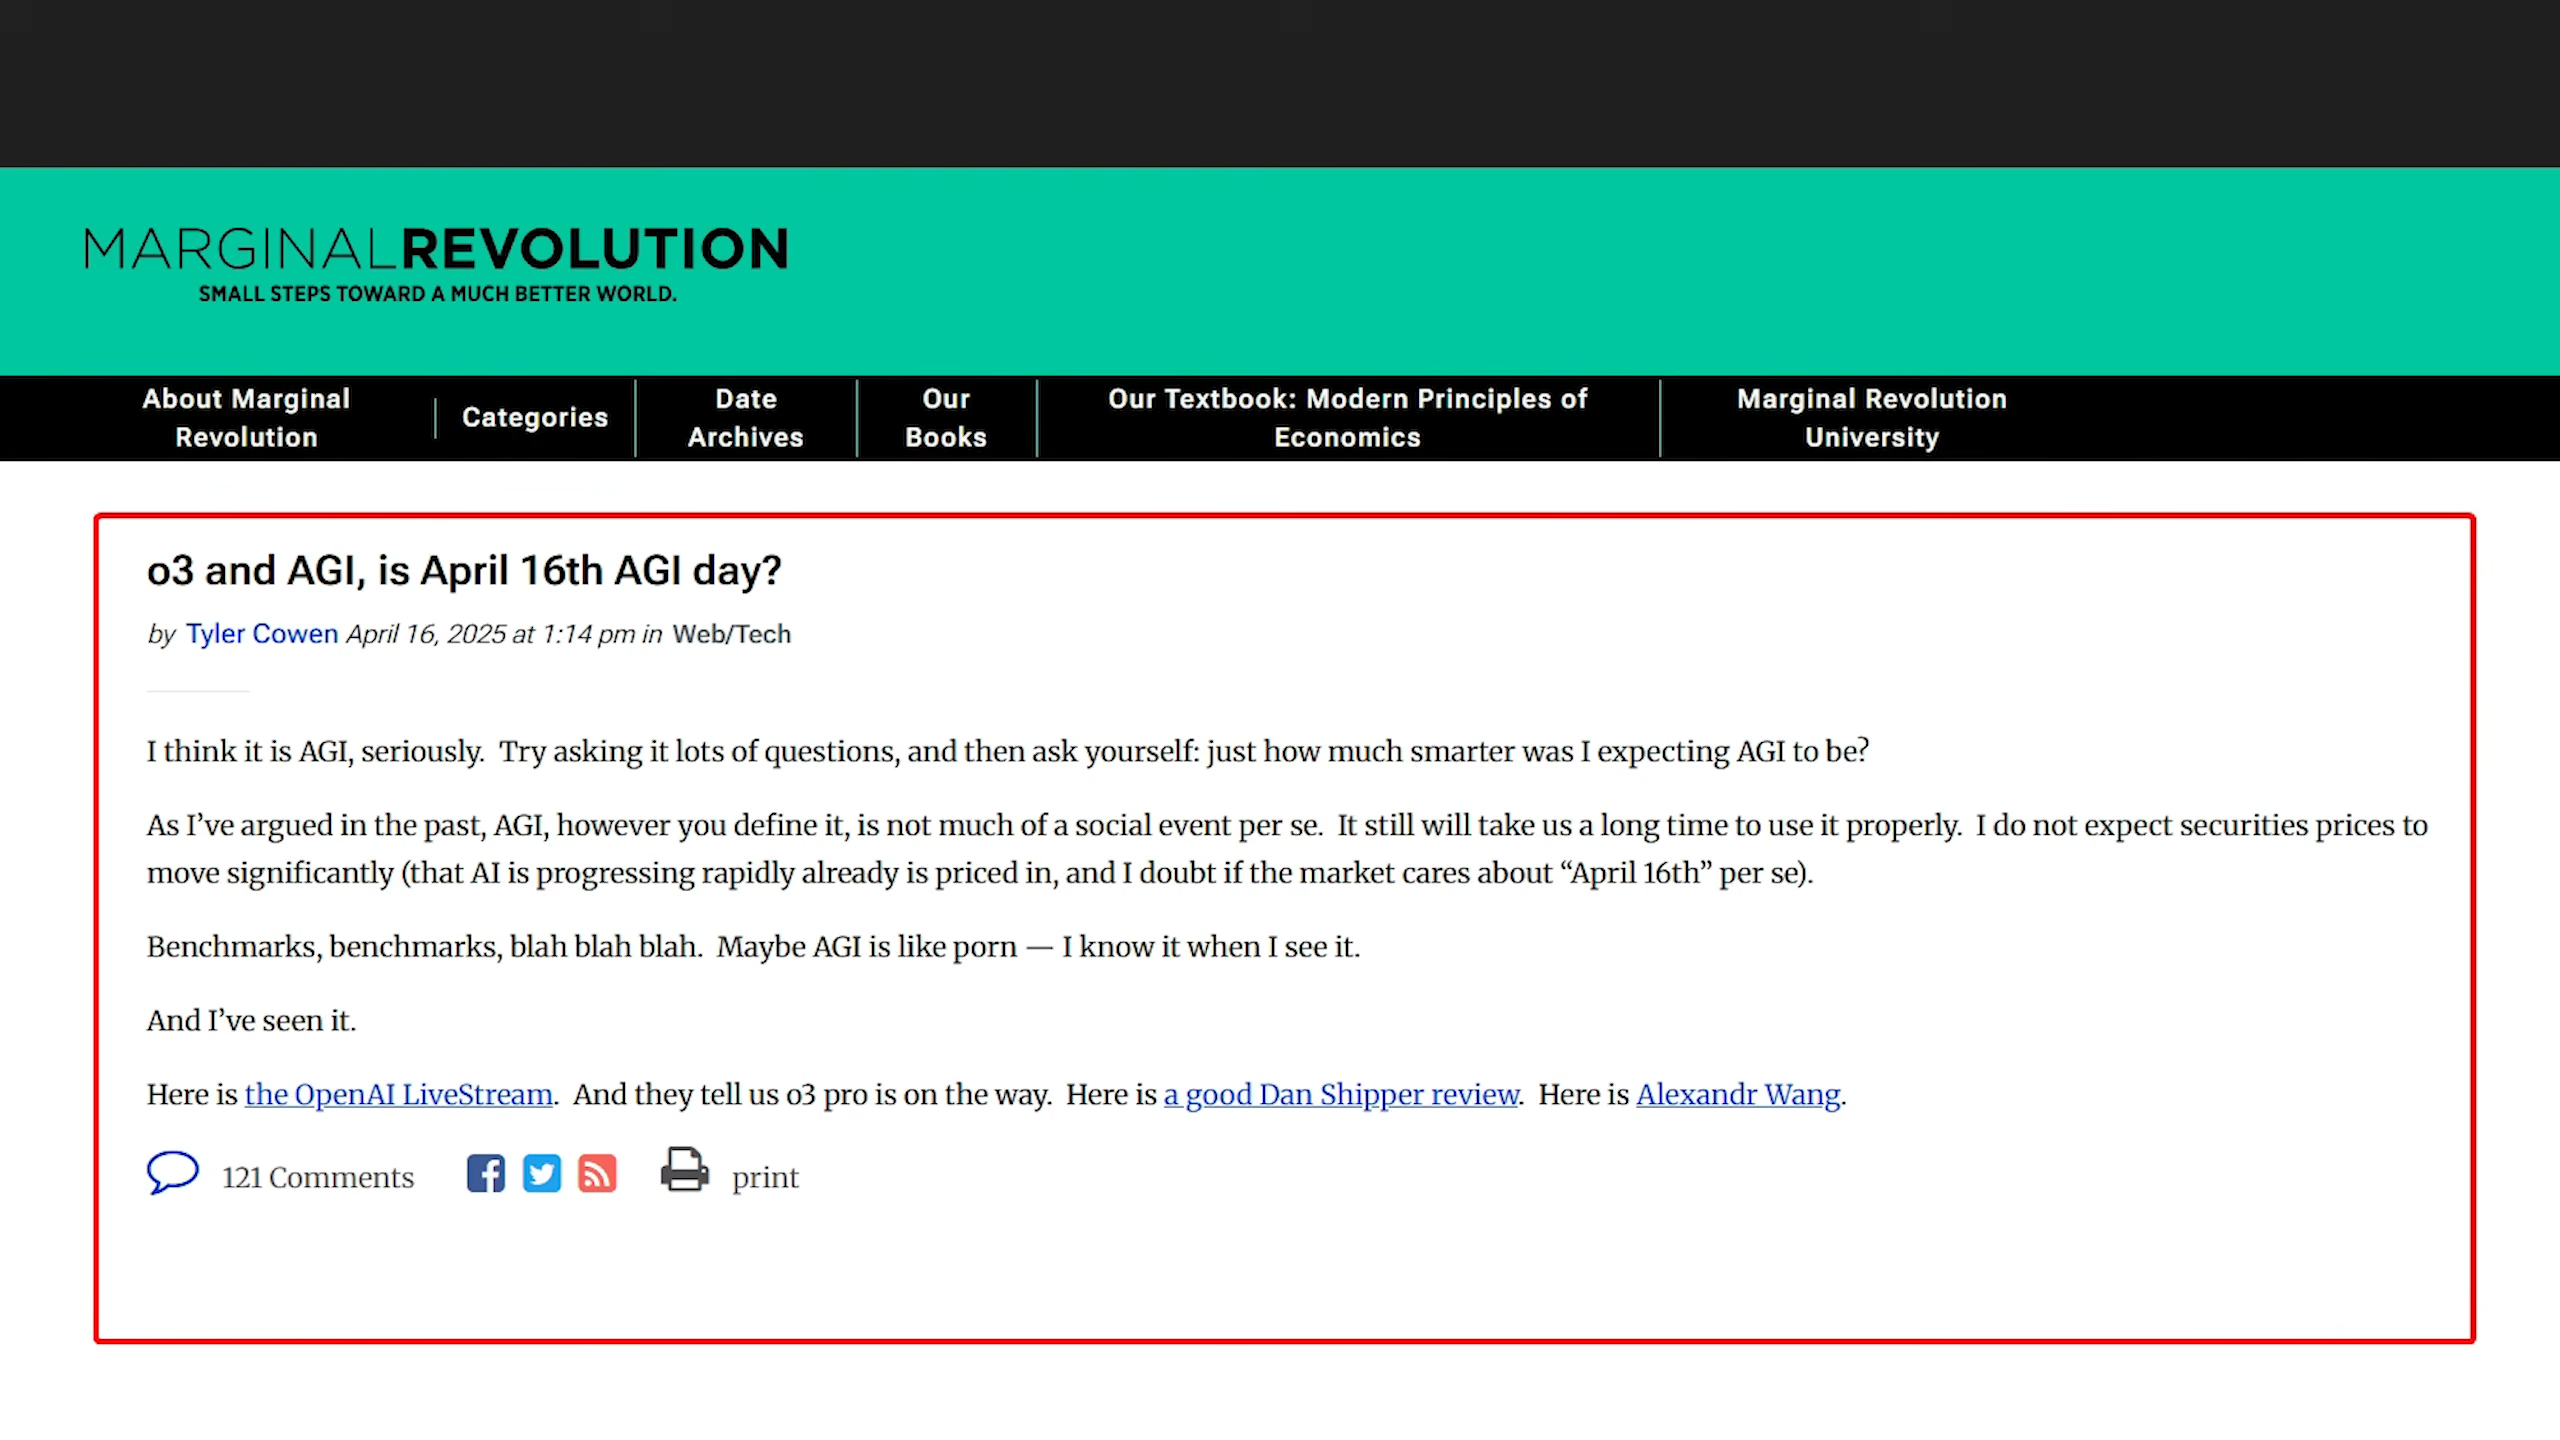 MARGINALREVOLUTION
SMALL STEPS TOWARD A MUCH BETTER WORLD.
About Marginal
Revolution
Categories
Date
Archives
Our
Books
Our Textbook: Modern Principles of
Economics
Marginal Revolution
University
o3 and AGI, is April 16th AGI day?
by Tyler Cowen April 16, 2025 at 1:14 pm in Web/Tech
I think it is AGI, seriously.  Try asking it lots of questions, and then ask yourself: just how much smarter was I expecting AGI to be?
As I’ve argued in the past, AGI, however you define it, is not much of a social event per se.  It still will take us a long time to use it properly.  I do not expect securities prices to
move significantly (that AI is progressing rapidly already is priced in, and I doubt if the market cares about “April 16th” per se).
Benchmarks, benchmarks, blah blah blah.  Maybe AGI is like porn — I know it when I see it.
And I’ve seen it.
Here is the OpenAI LiveStream.  And they tell us o3 pro is on the way.  Here is a good Dan Shipper review.  Here is Alexandr Wang.
121 Comments
print